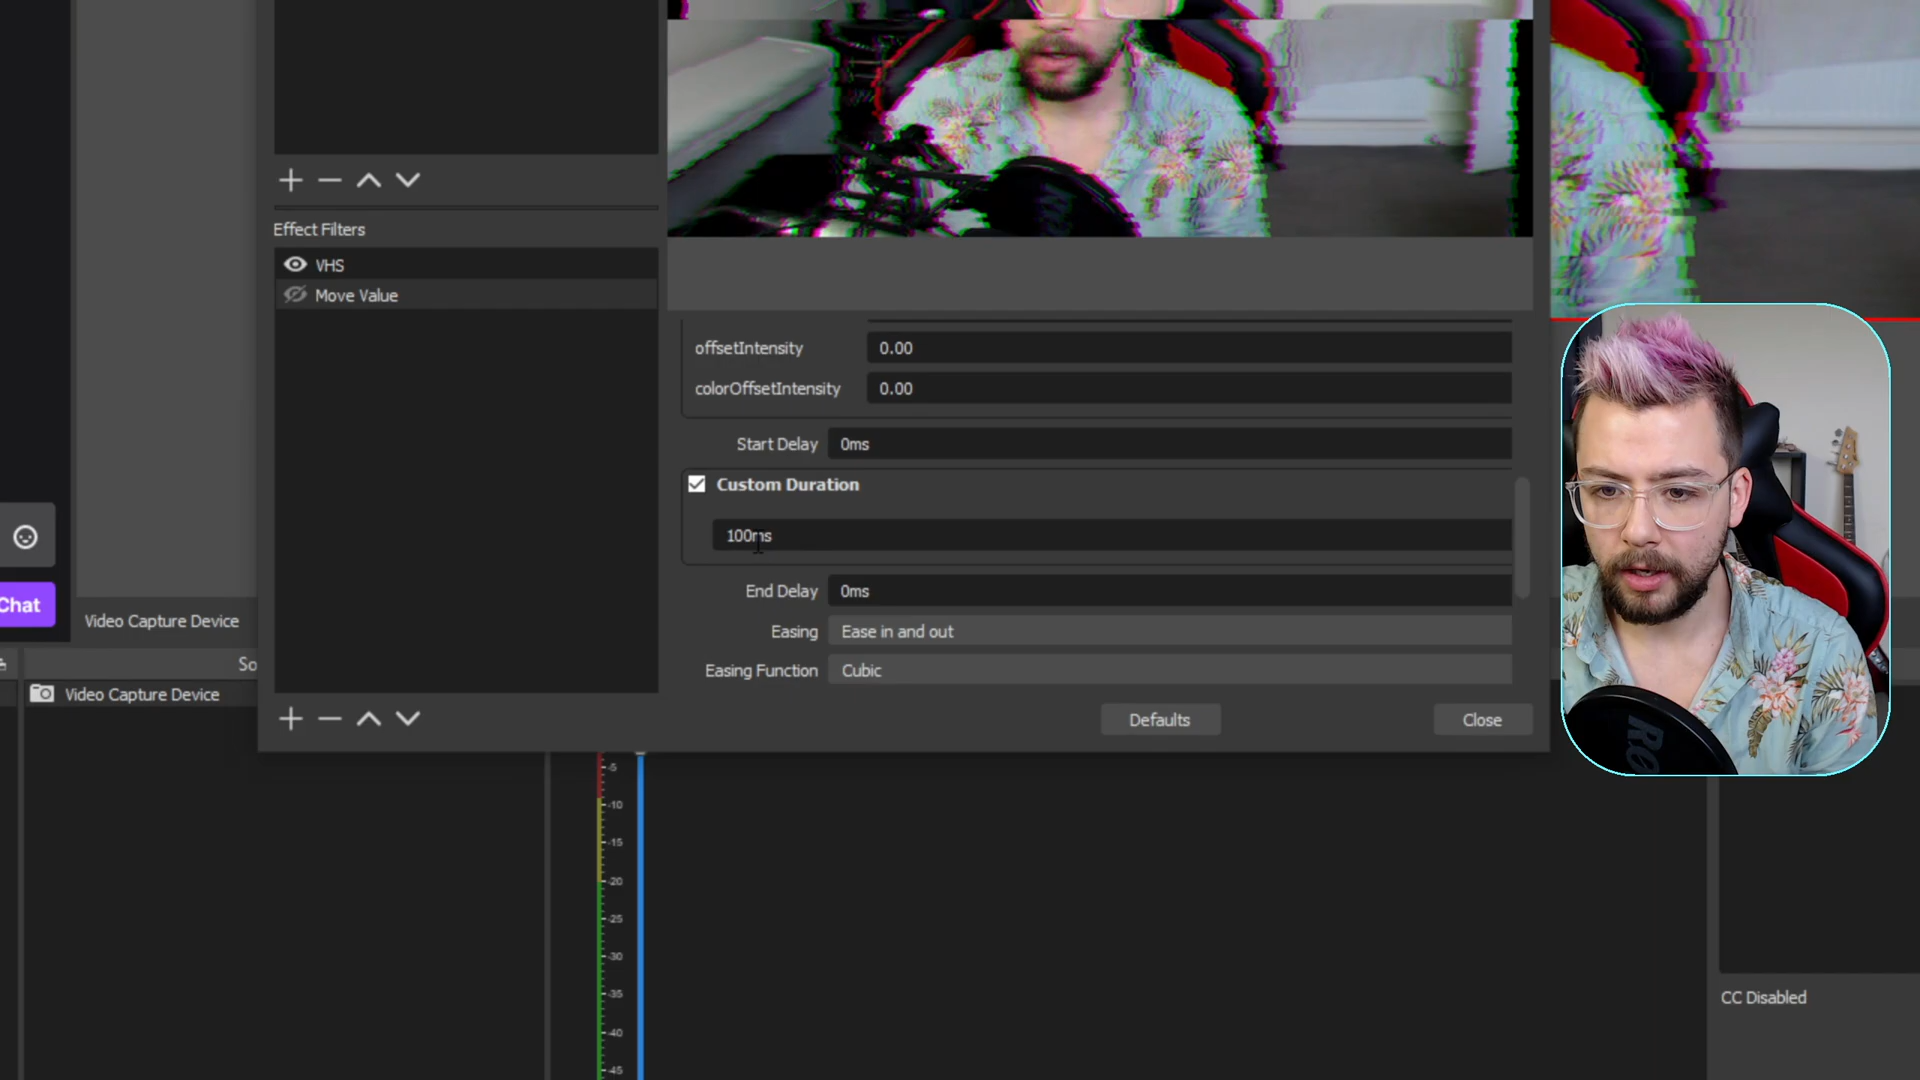 Effect Filters
VHS
Move Value
offsetIntensity 0.00
colorOffsetIntensity 0.00
Start Delay 0ms
Custom Duration
100ms
End Delay 0ms
Easing Ease in and out
Easing Function Cubic
Defaults
Close
Chat
Video Capture Device
So
Video Capture Device
-5
-10
-15
-20
-25
-30
-35
-40
-45
CC Disabled